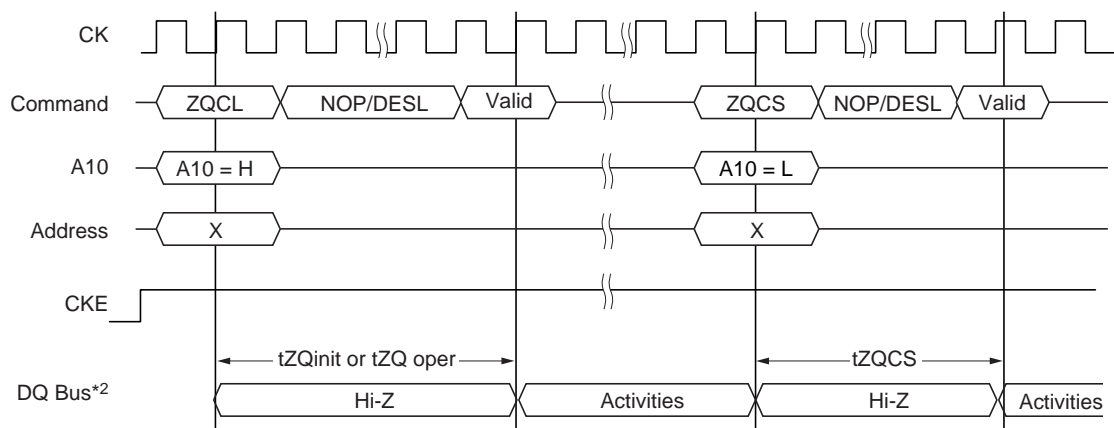 CK
Command ZQCL NOP/DESL Valid ZQCS NOP/DESL Valid
A10 A10 = H A10 = L
Address X X
CKE
tZQinit or tZQ oper tZQCS
DQ Bus*2 Hi-Z Activities Hi-Z Activities